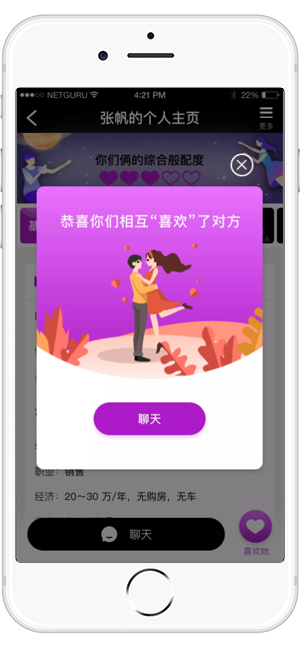 NETGURU 4:21 PM 22%
张帆的个人主页
更多
你们俩的综合般配度
恭喜你们相互“喜欢”了对方
聊天
职业：销售
经济：20～30 万/年，无购房，无车
聊天
喜欢她